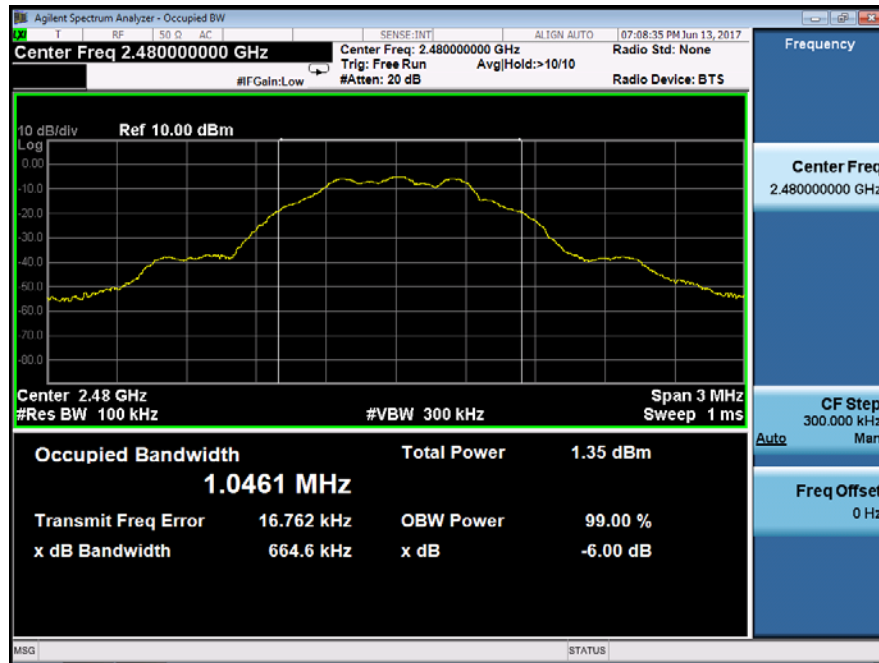 Agilent Spectrum Analyzer - Occupied BW
LXI T RF 50 Ω AC SENSE:INT ALIGN AUTO 07:08:35 PM Jun 13, 2017
Center Freq 2.480000000 GHz
Center Freq: 2.480000000 GHz Radio Std: None
Trig: Free Run Avg|Hold:>10/10
#IFGain:Low #Atten: 20 dB Radio Device: BTS
10 dB/div Ref 10.00 dBm
Log
0.00
-10.0
-20.0
-30.0
-40.0
-50.0
-60.0
-70.0
-80.0
Center 2.48 GHz Span 3 MHz
#Res BW 100 kHz #VBW 300 kHz Sweep 1 ms
Occupied Bandwidth Total Power 1.35 dBm
1.0461 MHz
Transmit Freq Error 16.762 kHz OBW Power 99.00 %
x dB Bandwidth 664.6 kHz x dB -6.00 dB
MSG STATUS
Frequency
Center Freq
2.480000000 GHz
CF Step
300.000 kHz
Auto Man
Freq Offset
0 Hz